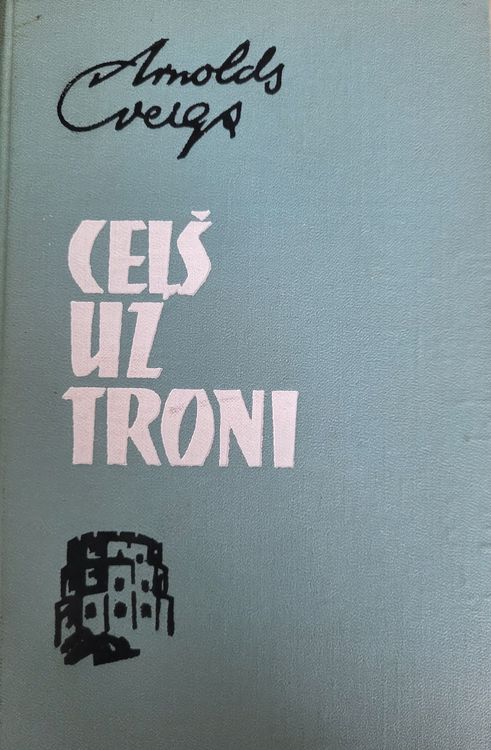 Arnolds
Cveigs
CEĻŠ
UZ
TRONI